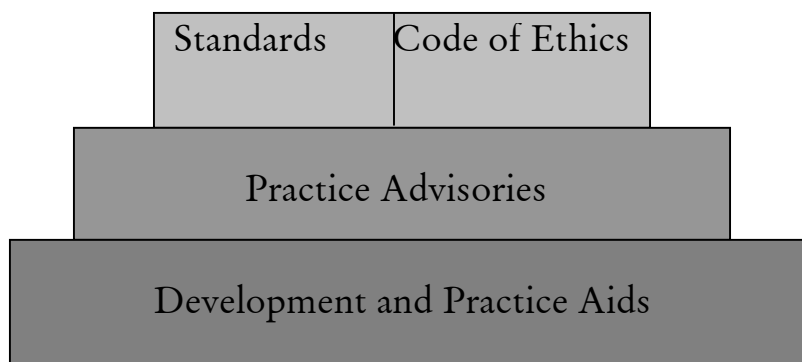 Standards
Code of Ethics
Practice Advisories
Development and Practice Aids